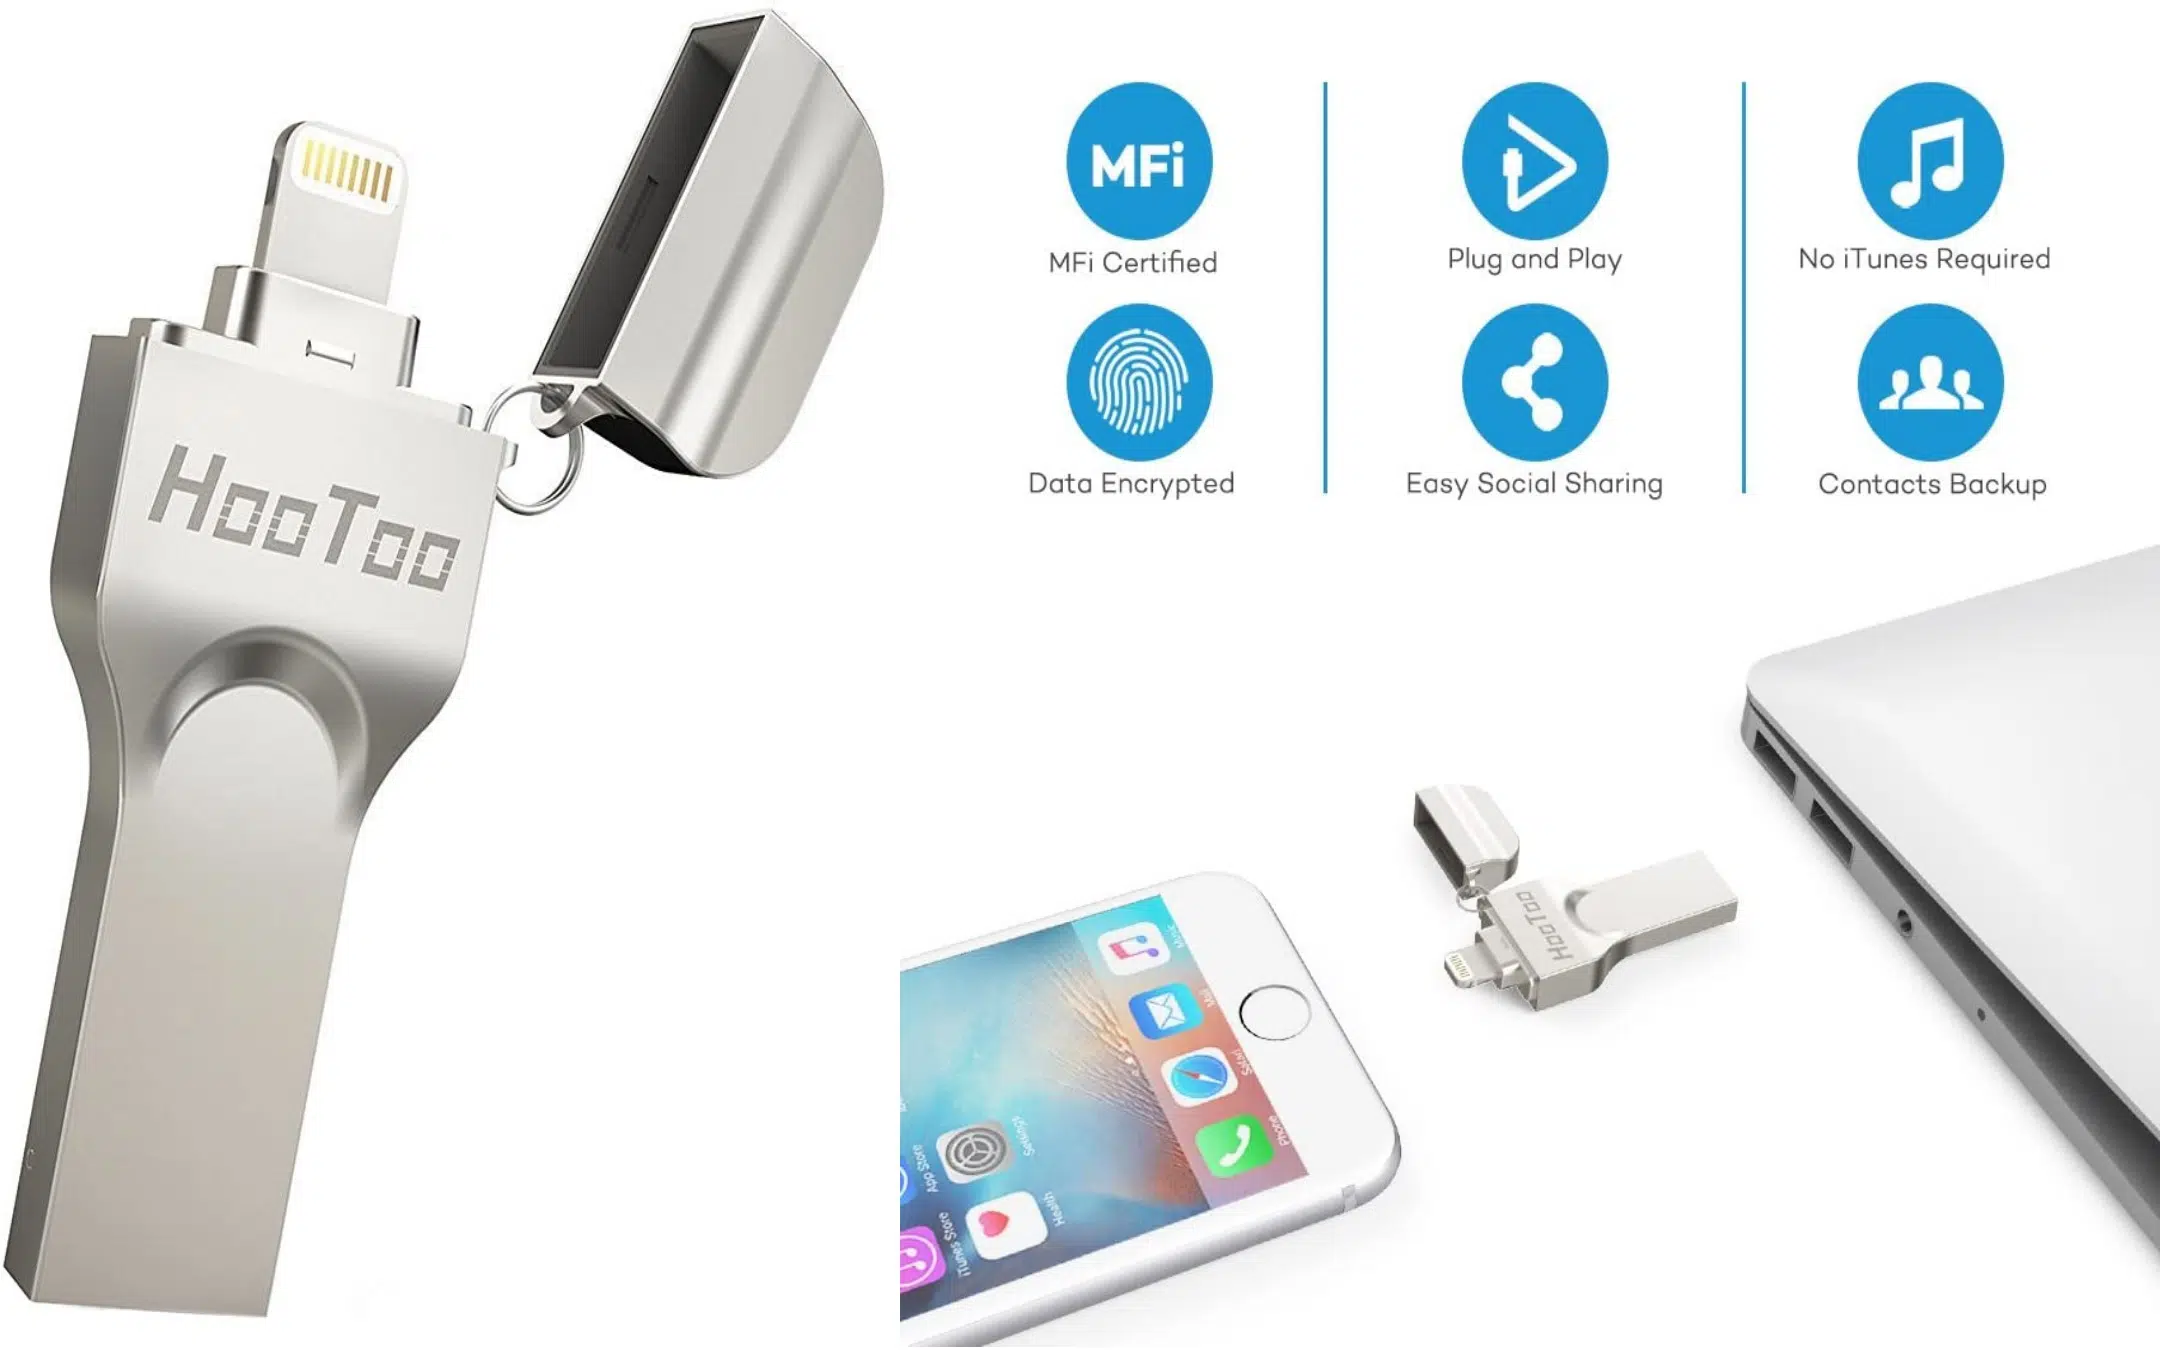 HooToo
MFi
MFi Certified
Plug and Play
No iTunes Required
Data Encrypted
Easy Social Sharing
Contacts Backup
HooToo
Music
Mail
Safari
Phone
Settings
App Store
Health
iTunes Store